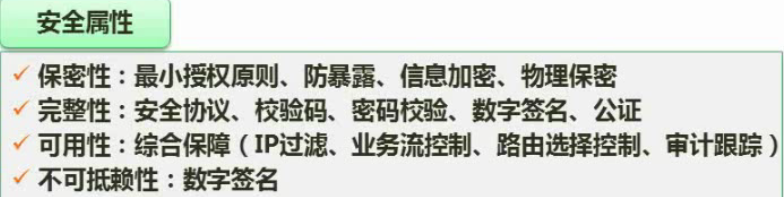 安全属性
✓ 保密性：最小授权原则、防暴露、信息加密、物理保密
✓ 完整性：安全协议、校验码、密码校验、数字签名、公证
✓ 可用性：综合保障（IP过滤、业务流控制、路由选择控制、审计跟踪）
✓ 不可抵赖性：数字签名